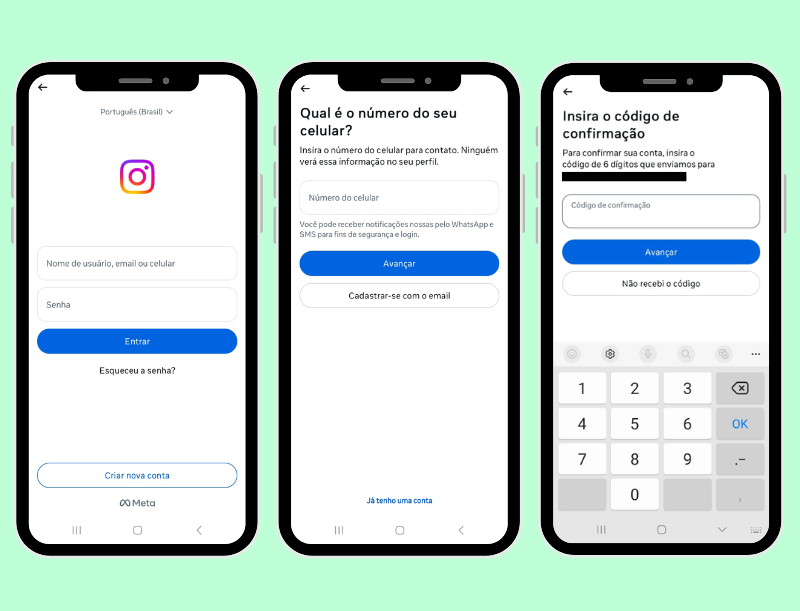 Português (Brasil)
Nome de usuário, email ou celular
Senha
Entrar
Esqueceu a senha?
Criar nova conta
Meta
Qual é o número do seu
celular?
Insira o número do celular para contato. Ninguém
verá essa informação no seu perfil.
Número do celular
Você pode receber notificações nossas pelo WhatsApp e
SMS para fins de segurança e login.
Avançar
Cadastrar-se com o email
Já tenho uma conta
Insira o código de
confirmação
Para confirmar sua conta, insira o
código de 6 dígitos que enviamos para
Código de confirmação
Avançar
Não recebi o código
1 2 3
4 5 6 OK
7 8 9 .-
0 ,